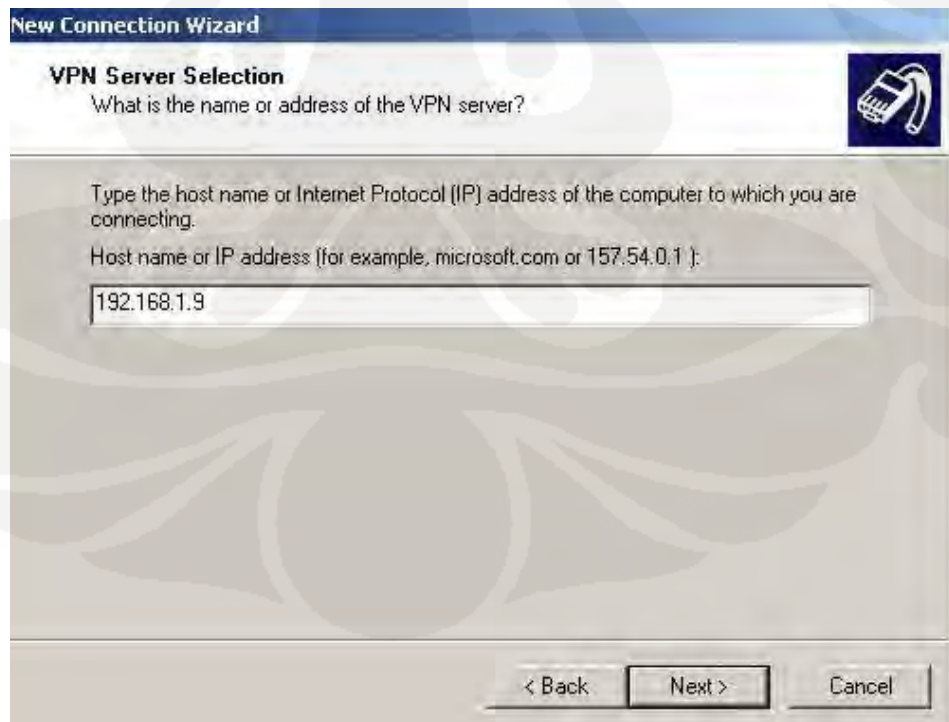 New Connection Wizard
VPN Server Selection
What is the name or address of the VPN server?
Type the host name or Internet Protocol (IP) address of the computer to which you are
connecting.
Host name or IP address (for example, microsoft.com or 157.54.0.1 ):
192.168.1.9
< Back Next > Cancel